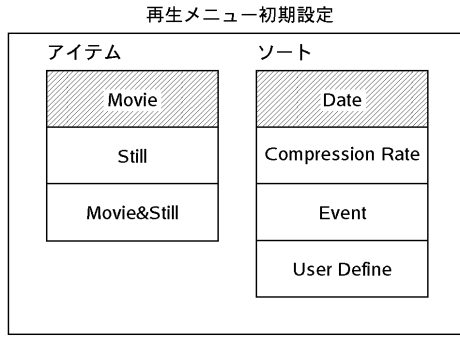 再生メニュー初期設定
アイテム
Movie
Still
Movie&Still
ソート
Date
Compression Rate
Event
User Define